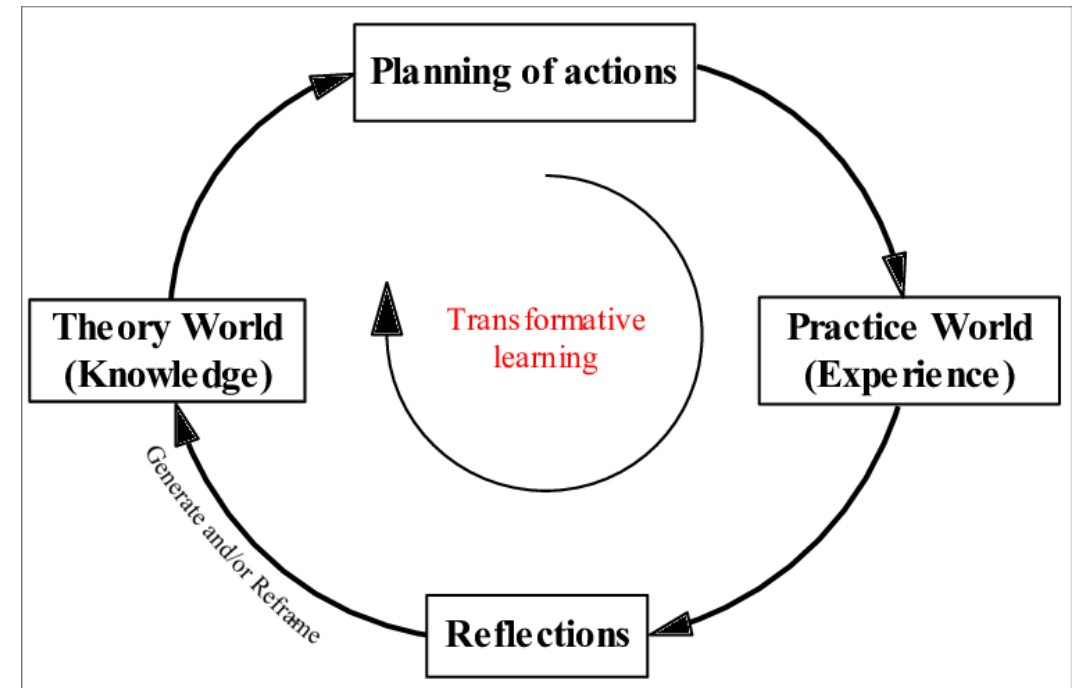 Planning of actions
Theory World
(Knowledge)
Transformative
learning
Practice World
(Experience)
Generate and/or Reframe
Reflections